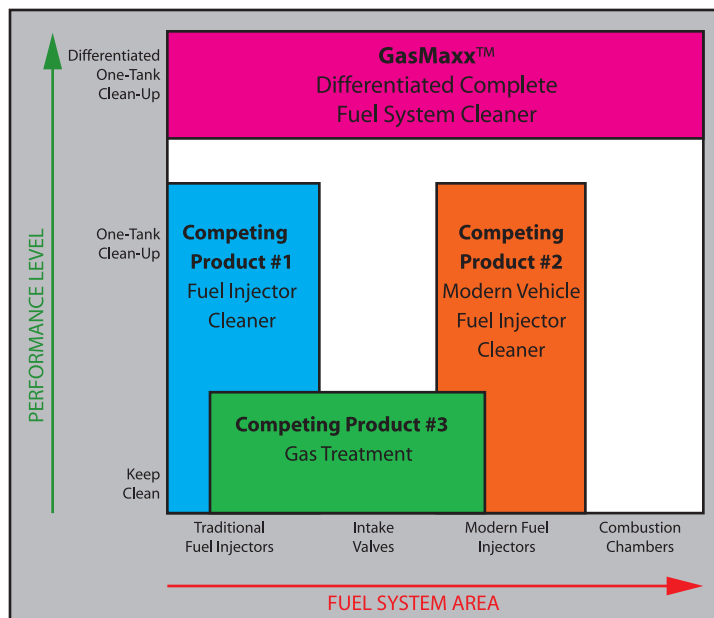 Differentiated
One-Tank
Clean-Up
GasMaxx™
Differentiated Complete
Fuel System Cleaner
One-Tank
Clean-Up
Competing
Product #1
Fuel Injector
Cleaner
Competing
Product #2
Modern Vehicle
Fuel Injector
Cleaner
Competing Product #3
Gas Treatment
Keep
Clean
PERFORMANCE LEVEL
Traditional
Fuel Injectors
Intake
Valves
Modern Fuel
Injectors
Combustion
Chambers
FUEL SYSTEM AREA